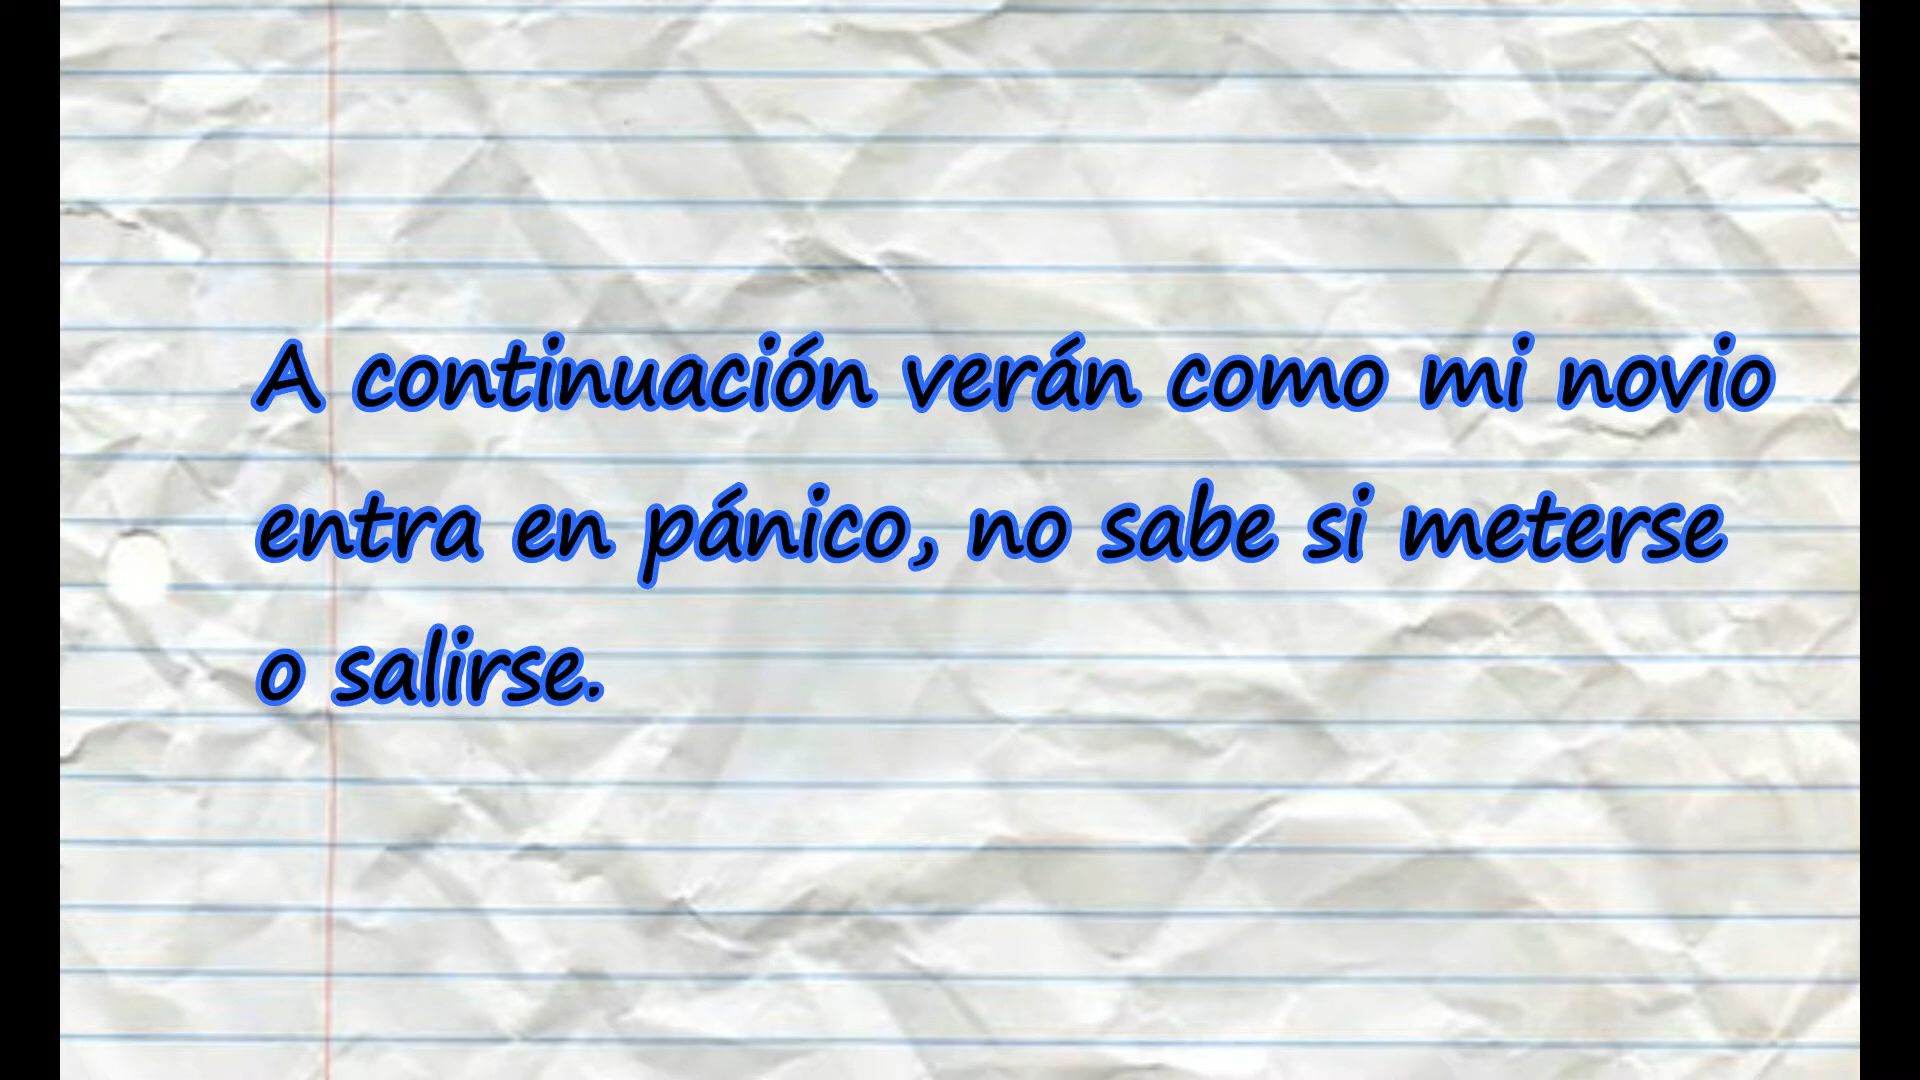 A continuación verán como mi novio
entra en pánico, no sabe si meterse
o salirse.